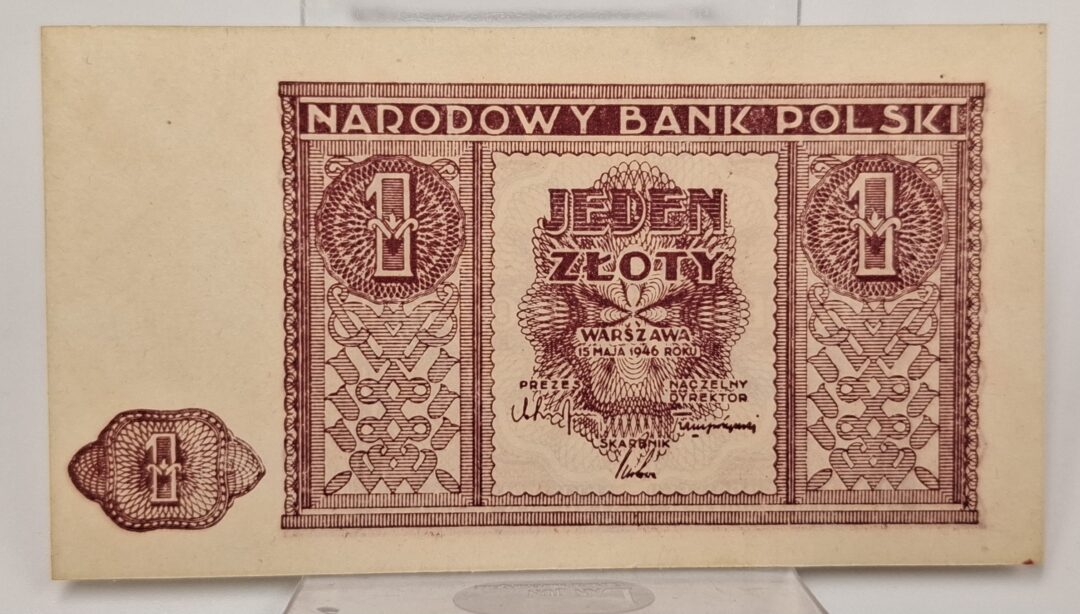 NARODOWY BANK POLSKI
1 1
JEDEN
ZŁOTY
WARSZAWA
15 MAJA 1946 ROKU
PREZES NACZELNY
DYREKTOR
SKARBNIK
1